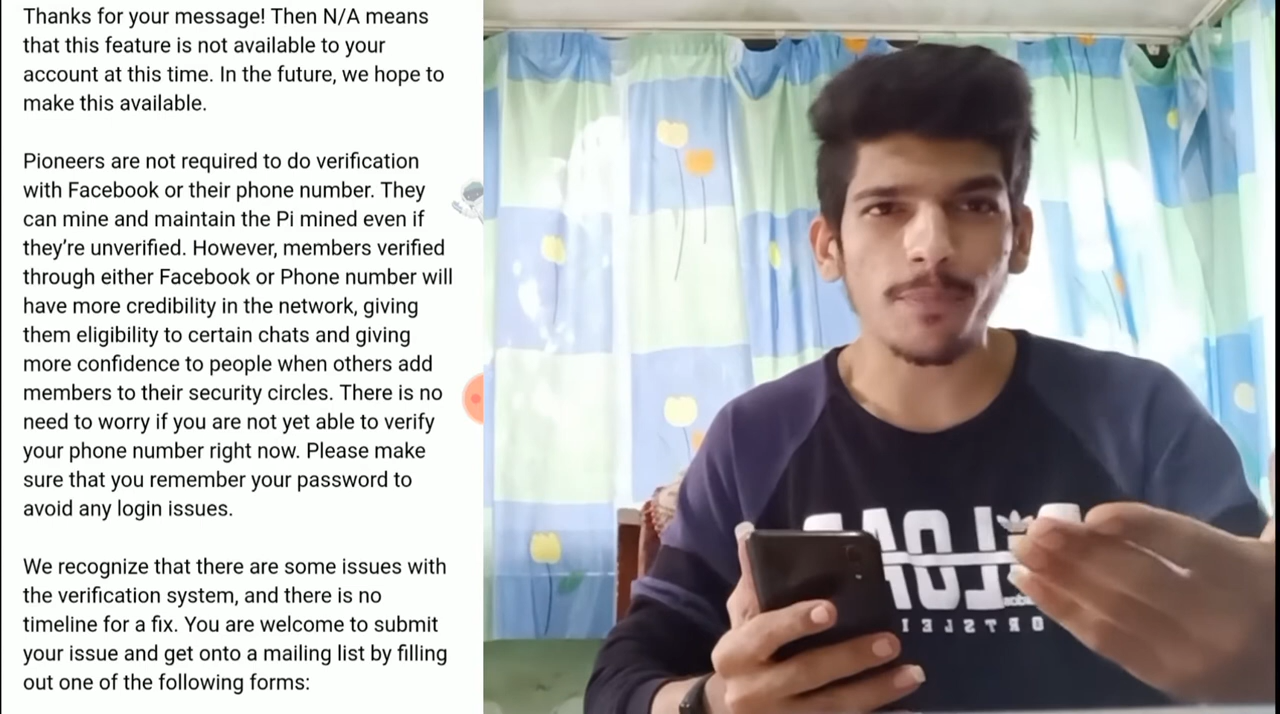 Thanks for your message! Then N/A means
that this feature is not available to your
account at this time. In the future, we hope to
make this available.
Pioneers are not required to do verification
with Facebook or their phone number. They
can mine and maintain the Pi mined even if
they’re unverified. However, members verified
through either Facebook or Phone number will
have more credibility in the network, giving
them eligibility to certain chats and giving
more confidence to people when others add
members to their security circles. There is no
need to worry if you are not yet able to verify
your phone number right now. Please make
sure that you remember your password to
avoid any login issues.
We recognize that there are some issues with
the verification system, and there is no
timeline for a fix. You are welcome to submit
your issue and get onto a mailing list by filling
out one of the following forms: